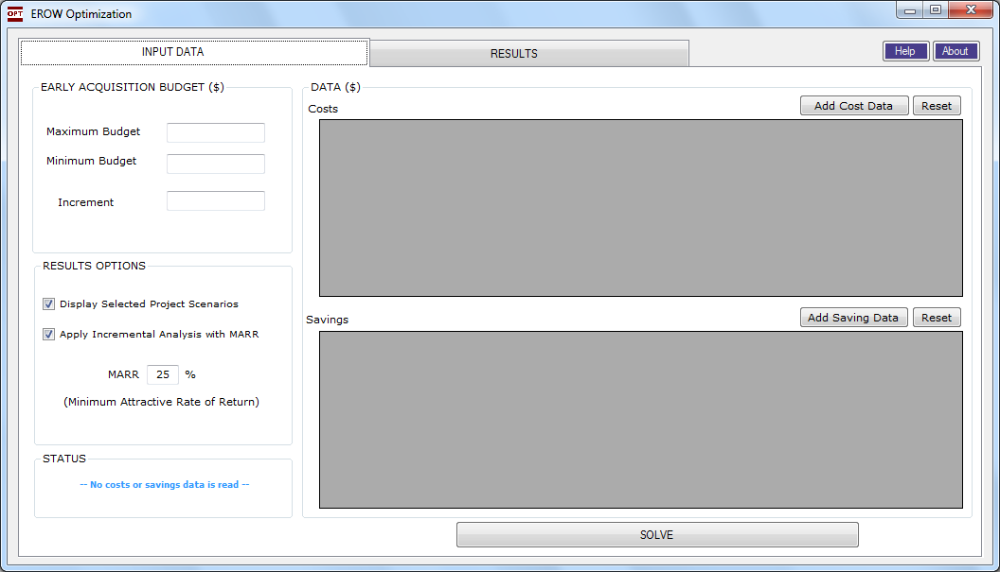 OPT EROW Optimization
INPUT DATA
RESULTS
Help
About
EARLY ACQUISITION BUDGET ($)
Maximum Budget
Minimum Budget
Increment
RESULTS OPTIONS
Display Selected Project Scenarios
Apply Incremental Analysis with MARR
MARR 25 %
(Minimum Attractive Rate of Return)
STATUS
-- No costs or savings data is read --
DATA ($)
Costs
Add Cost Data
Reset
Savings
Add Saving Data
Reset
SOLVE